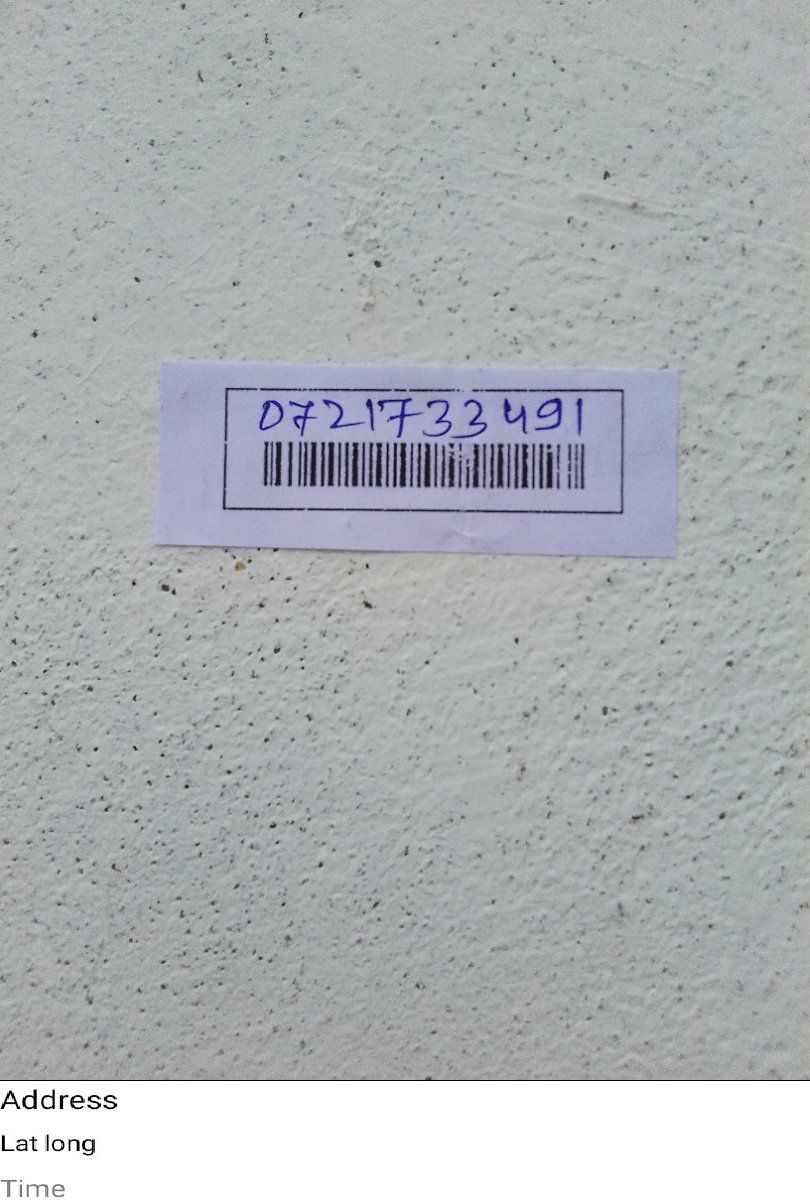 0721733491
Address
Lat long
Time